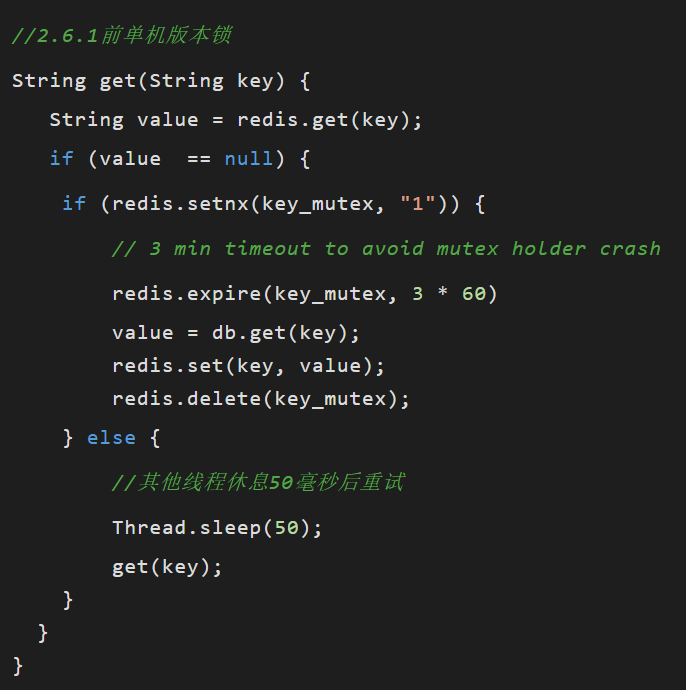 //2.6.1前单机版本锁
String get(String key) {
   String value = redis.get(key);
   if (value  == null) {
    if (redis.setnx(key_mutex, "1")) {
        // 3 min timeout to avoid mutex holder crash
        redis.expire(key_mutex, 3 * 60)
        value = db.get(key);
        redis.set(key, value);
        redis.delete(key_mutex);
    } else {
        //其他线程休息50毫秒后重试
        Thread.sleep(50);
        get(key);
    }
  }
}